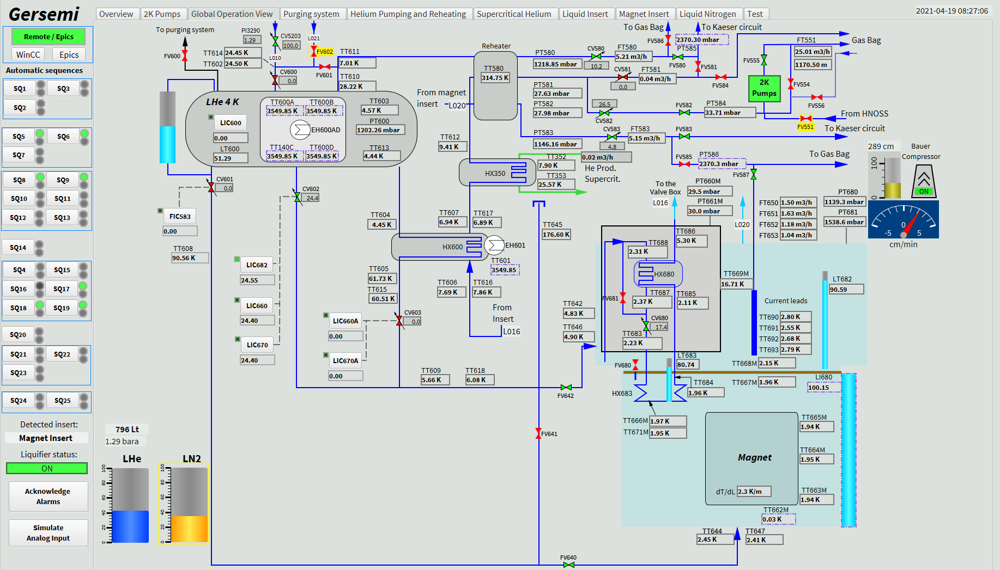 Gersemi
Overview
2K Pumps
Global Operation View
Purging system
Helium Pumping and Reheating
Supercritical Helium
Liquid Insert
Magnet Insert
Liquid Nitrogen
Test
2021-04-19 08:27:06
Remote / Epics
WinCC
Epics
Automatic sequences
SQ1
SQ3
SQ2
SQ5
SQ6
SQ7
SQ8
SQ9
SQ10
SQ11
SQ12
SQ13
SQ14
SQ4
SQ15
SQ16
SQ17
SQ18
SQ19
SQ20
SQ21
SQ22
SQ23
SQ24
SQ25
Detected insert:
Magnet Insert
Liquifier status:
ON
Acknowledge
Alarms
Simulate
Analog Input
796 Lt
1.29 bara
LHe
LN2
100
80
60
40
20
0
100
80
60
40
20
0
To purging system
FV600
PI3290
1.29
TT614
24.45 K
TT602
24.50 K
CV5203
100.0
L010
L021
FV602
FV601
CV600
0.0
TT611
7.01 K
TT610
28.22 K
LHe 4 K
LIC600
0.00
LT600
51.29
TT600A
3549.85 K
TT600B
3549.85 K
EH600AD
TT140C
3549.85 K
TT600D
3549.85 K
TT603
4.57 K
PT600
1202.26 mbar
TT613
4.44 K
CV601
0.0
FIC583
0.00
TT608
90.56 K
CV602
24.4
LIC682
24.55
LIC660
24.40
LIC670
24.40
LIC660A
0.00
LIC670A
0.00
CV603
0.0
TT604
4.45 K
TT605
61.73 K
TT615
60.51 K
HX600
EH601
TT601
3549.85
TT607
6.94 K
TT617
6.89 K
TT606
7.69 K
TT616
7.86 K
From
Insert
L016
TT609
5.66 K
TT618
6.08 K
FV642
FV641
FV640
TT645
176.60 K
TT642
4.83 K
TT646
4.90 K
Reheater
TT580
314.75 K
From magnet
insert
L020
TT612
9.41 K
HX350
TT352
7.90 K
TT353
25.57 K
0.02 m3/h
He Prod.
Supercrit.
PT580
1218.85 mbar
CV580
10.2
FT580
5.21 m3/h
To Gas Bag
FV586
2370.30 mbar
PT585
FV580
To Kaeser circuit
FV581
CV581
0.0
FT581
0.04 m3/h
FV584
PT581
27.63 mbar
PT582
27.98 mbar
26.5
CV582
FV582
PT584
33.71 mbar
PT583
1146.16 mbar
CV583
4.8
FT583
5.15 m3/h
FV583
FV585
PT586
2370.3 mbar
FV587
FV555
2K
Pumps
FT551
25.01 m3/h
1170.50 m
Gas Bag
FV554
FV556
FV551
From HNOSS
To Kaeser circuit
To Gas Bag
289 cm
100
0
Bauer
Compressor
ON
-5
0
5
cm/min
To the
Valve Box
L016
PT660M
29.5 mbar
PT661M
30.0 mbar
L020
FT650
1.50 m3/h
FT651
1.63 m3/h
FT652
1.18 m3/h
FT653
1.04 m3/h
PT680
1139.3 mbar
PT681
1538.6 mbar
TT686
5.30 K
TT688
2.31 K
HX680
TT687
2.37 K
TT685
2.11 K
FV681
CV680
17.4
TT683
2.23 K
TT669M
16.71 K
LT682
90.59
Current leads
TT690
2.80 K
TT691
2.55 K
TT692
2.68 K
TT693
2.79 K
TT668M
2.15 K
FV680
LT683
80.74
TT667M
1.96 K
LI680
100.15
HX683
TT684
1.96 K
TT666M
1.97 K
TT671M
1.95 K
Magnet
dT/dL
2.3 K/m
TT665M
1.94 K
TT664M
1.95 K
TT663M
1.94 K
TT662M
0.03 K
TT644
2.45 K
TT647
2.41 K